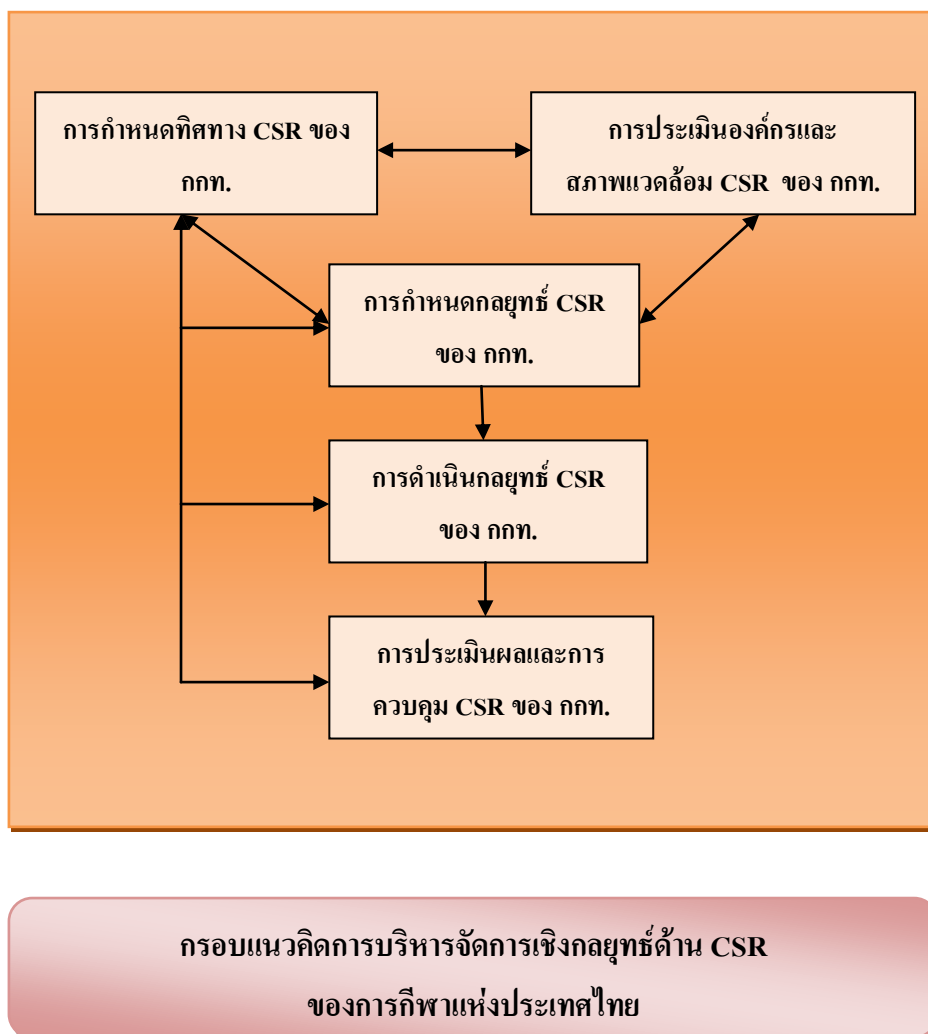 การกำหนดทิศทาง CSR ของ
กกท.
การประเมินองค์กรและ
สภาพแวดล้อม CSR ของ กกท.
การกำหนดกลยุทธ์ CSR
ของ กกท.
การดำเนินกลยุทธ์ CSR
ของ กกท.
การประเมินผลและการ
ควบคุม CSR ของ กกท.
กรอบแนวคิดการบริหารจัดการเชิงกลยุทธ์ด้าน CSR
ของการกีฬาแห่งประเทศไทย